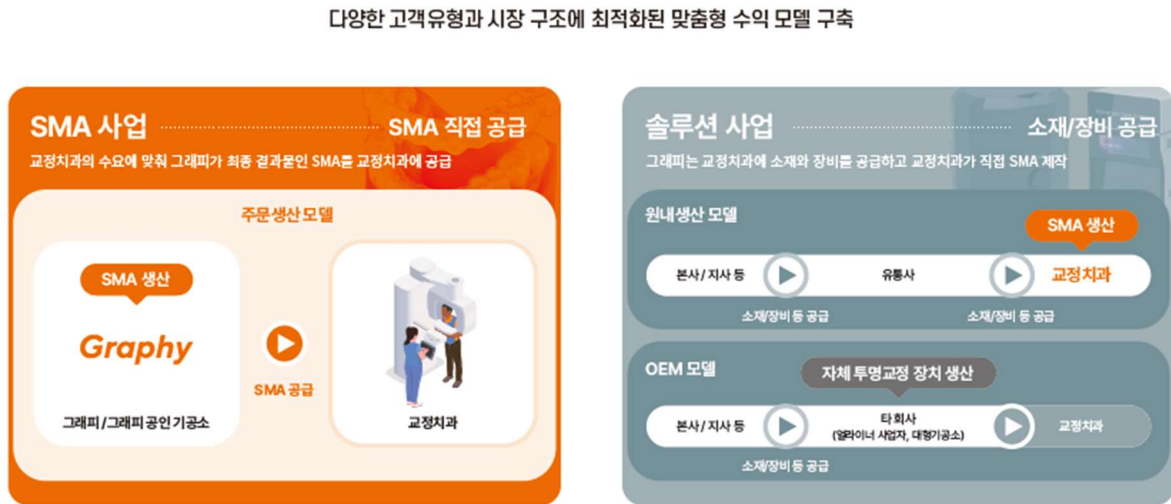 다양한 고객유형과 시장 구조에 최적화된 맞춤형 수익 모델 구축
SMA 사업
SMA 직접 공급
교정치과의 수요에 맞춰 그래피가 최종 결과물인 SMA를 교정치과에 공급
주문생산 모델
SMA 생산
Graphy
그래피/그래피 공인 기공소
SMA 공급
교정치과
솔루션 사업
소재/장비 공급
그래피는 교정치과에 소재와 장비를 공급하고 교정치과가 직접 SMA 제작
원내생산 모델
SMA 생산
본사/지사 등
유통사
교정치과
소재/장비 등 공급
소재/장비 등 공급
OEM 모델
자체 투명교정 장치 생산
본사/지사 등
타회사
(얼라이너 사업자, 대형기공소)
교정치과
소재/장비 등 공급